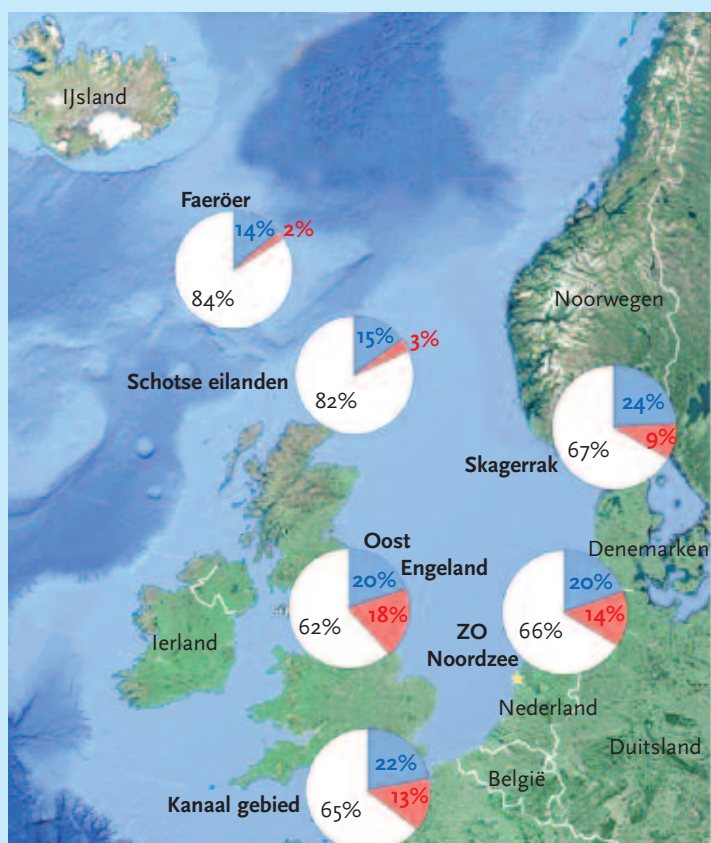 IJsland
Faeröer
14%
2%
84%
Noorwegen
15%
3%
Schotse eilanden
82%
24%
67%
9%
Skagerrak
Oost
Engeland
Denemarken
20%
18%
62%
20%
14%
66%
Ierland
ZO
Noordzee
Nederland
Duitsland
22%
België
Kanaal gebied
13%
65%